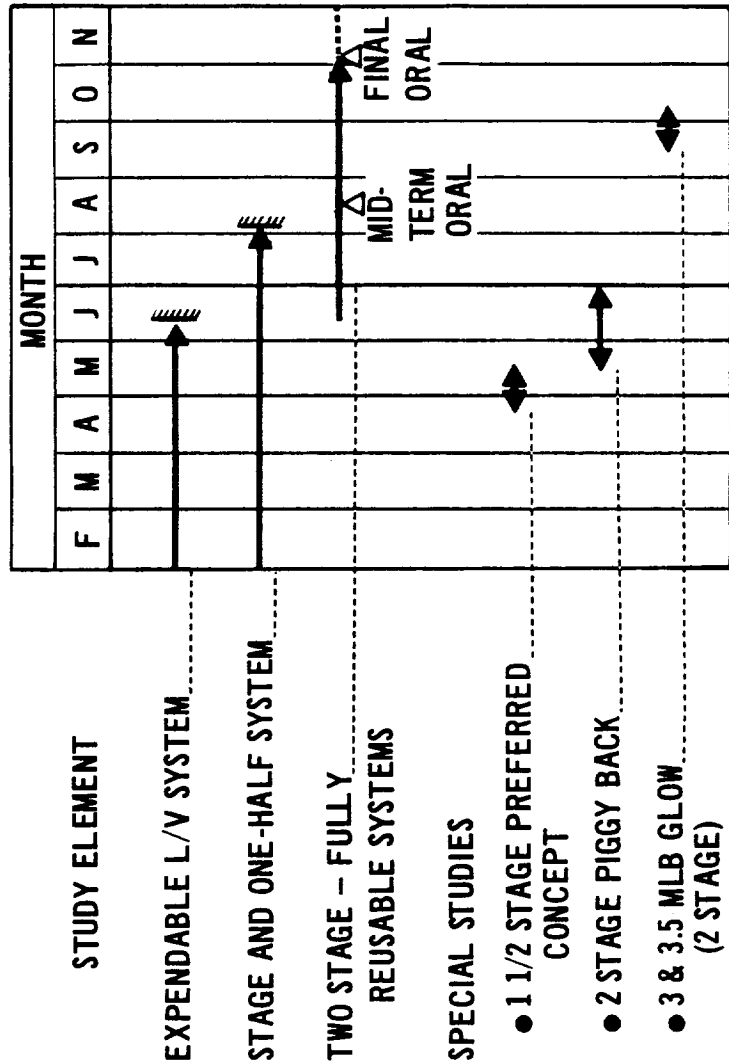 MONTH
STUDY ELEMENT
F M A M J J A S O N
EXPENDABLE L/V SYSTEM
STAGE AND ONE-HALF SYSTEM
TWO STAGE – FULLY
REUSABLE SYSTEMS
MID-
TERM
ORAL
FINAL
ORAL
SPECIAL STUDIES
● 1 1/2 STAGE PREFERRED
CONCEPT
● 2 STAGE PIGGY BACK
● 3 & 3.5 MLB GLOW
(2 STAGE)